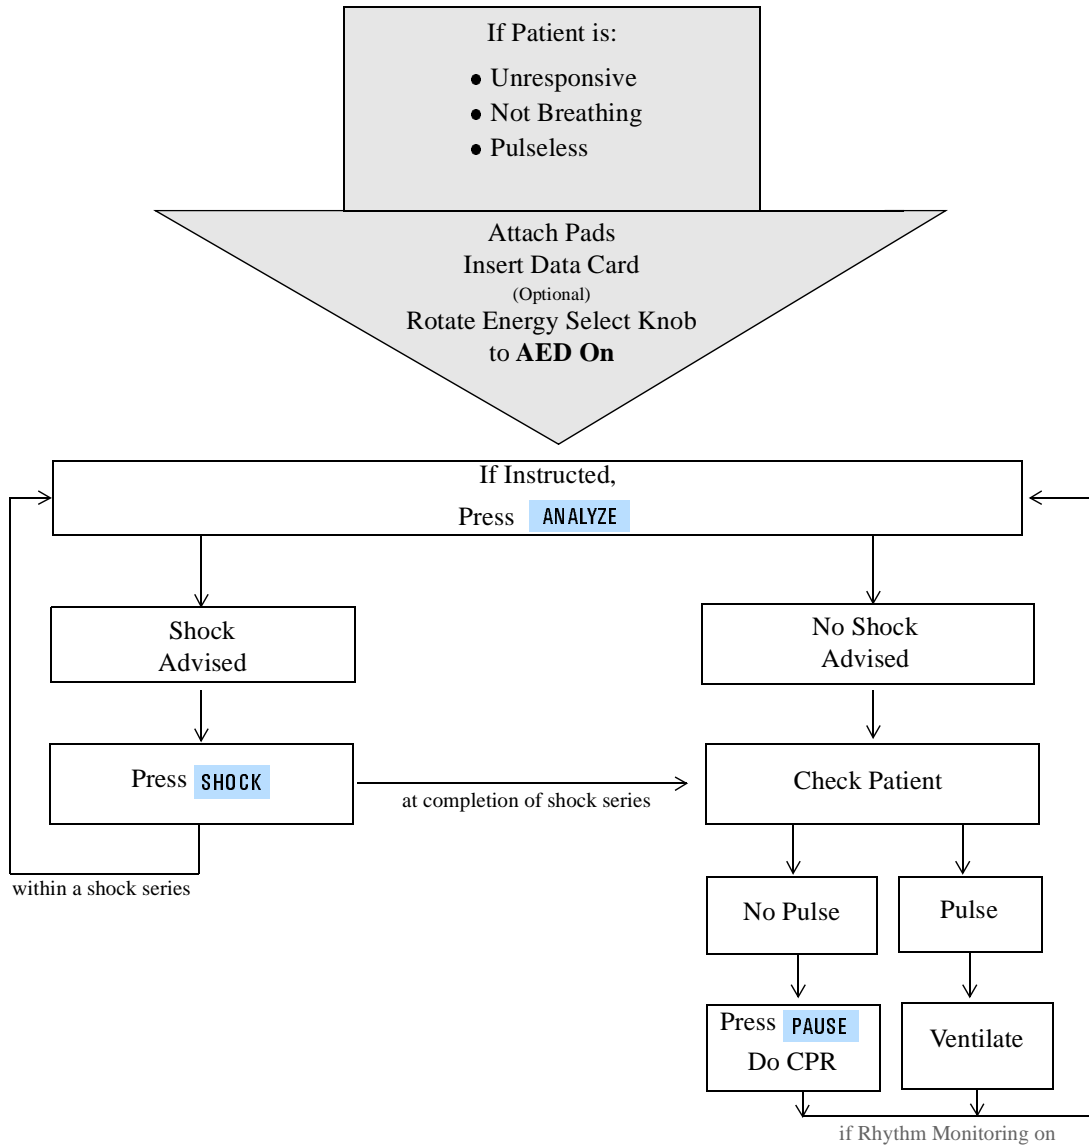 If Patient is:
● Unresponsive
● Not Breathing
● Pulseless
Attach Pads
Insert Data Card
(Optional)
Rotate Energy Select Knob
to AED On
If Instructed,
Press ANALYZE
Shock
Advised
No Shock
Advised
Press SHOCK
at completion of shock series
Check Patient
within a shock series
No Pulse
Pulse
Press PAUSE
Do CPR
Ventilate
if Rhythm Monitoring on